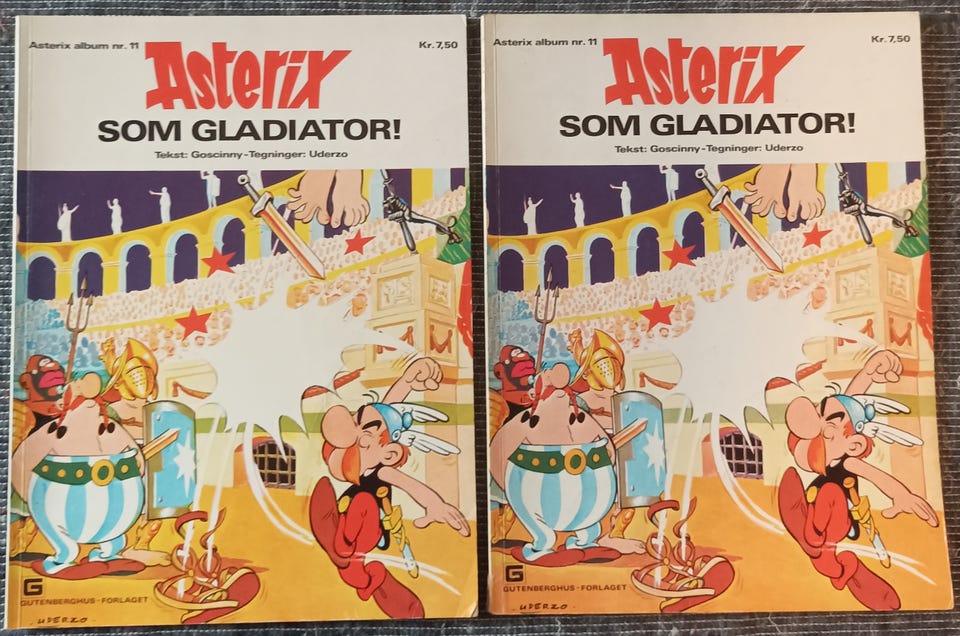 Asterix album nr. 11
Kr. 7,50
Asterix
SOM GLADIATOR!
Tekst: Goscinny-Tegninger: Uderzo
G
GUTENBERGHUS-FORLAGET
UDERZO
Asterix album nr. 11
Kr. 7,50
Asterix
SOM GLADIATOR!
Tekst: Goscinny-Tegninger: Uderzo
G
GUTENBERGHUS-FORLAGET
UDERZO